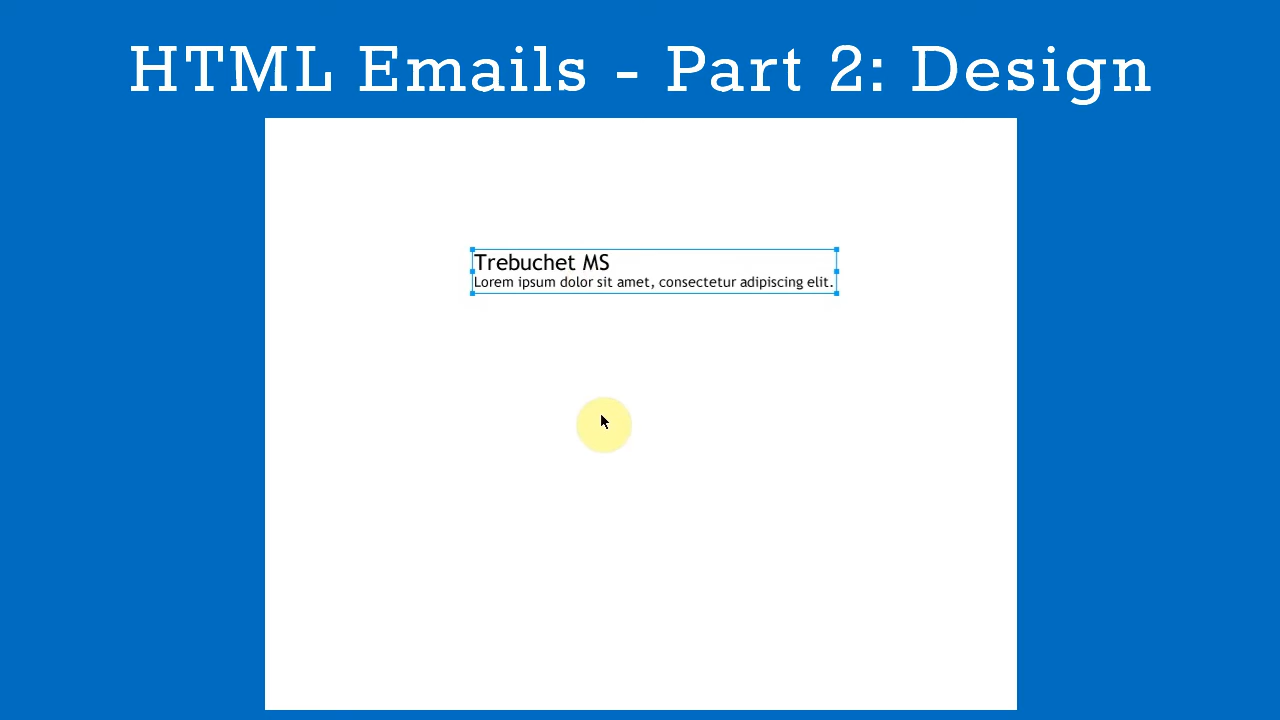 HTML Emails - Part 2: Design
Trebuchet MS
Lorem ipsum dolor sit amet, consectetur adipiscing elit.